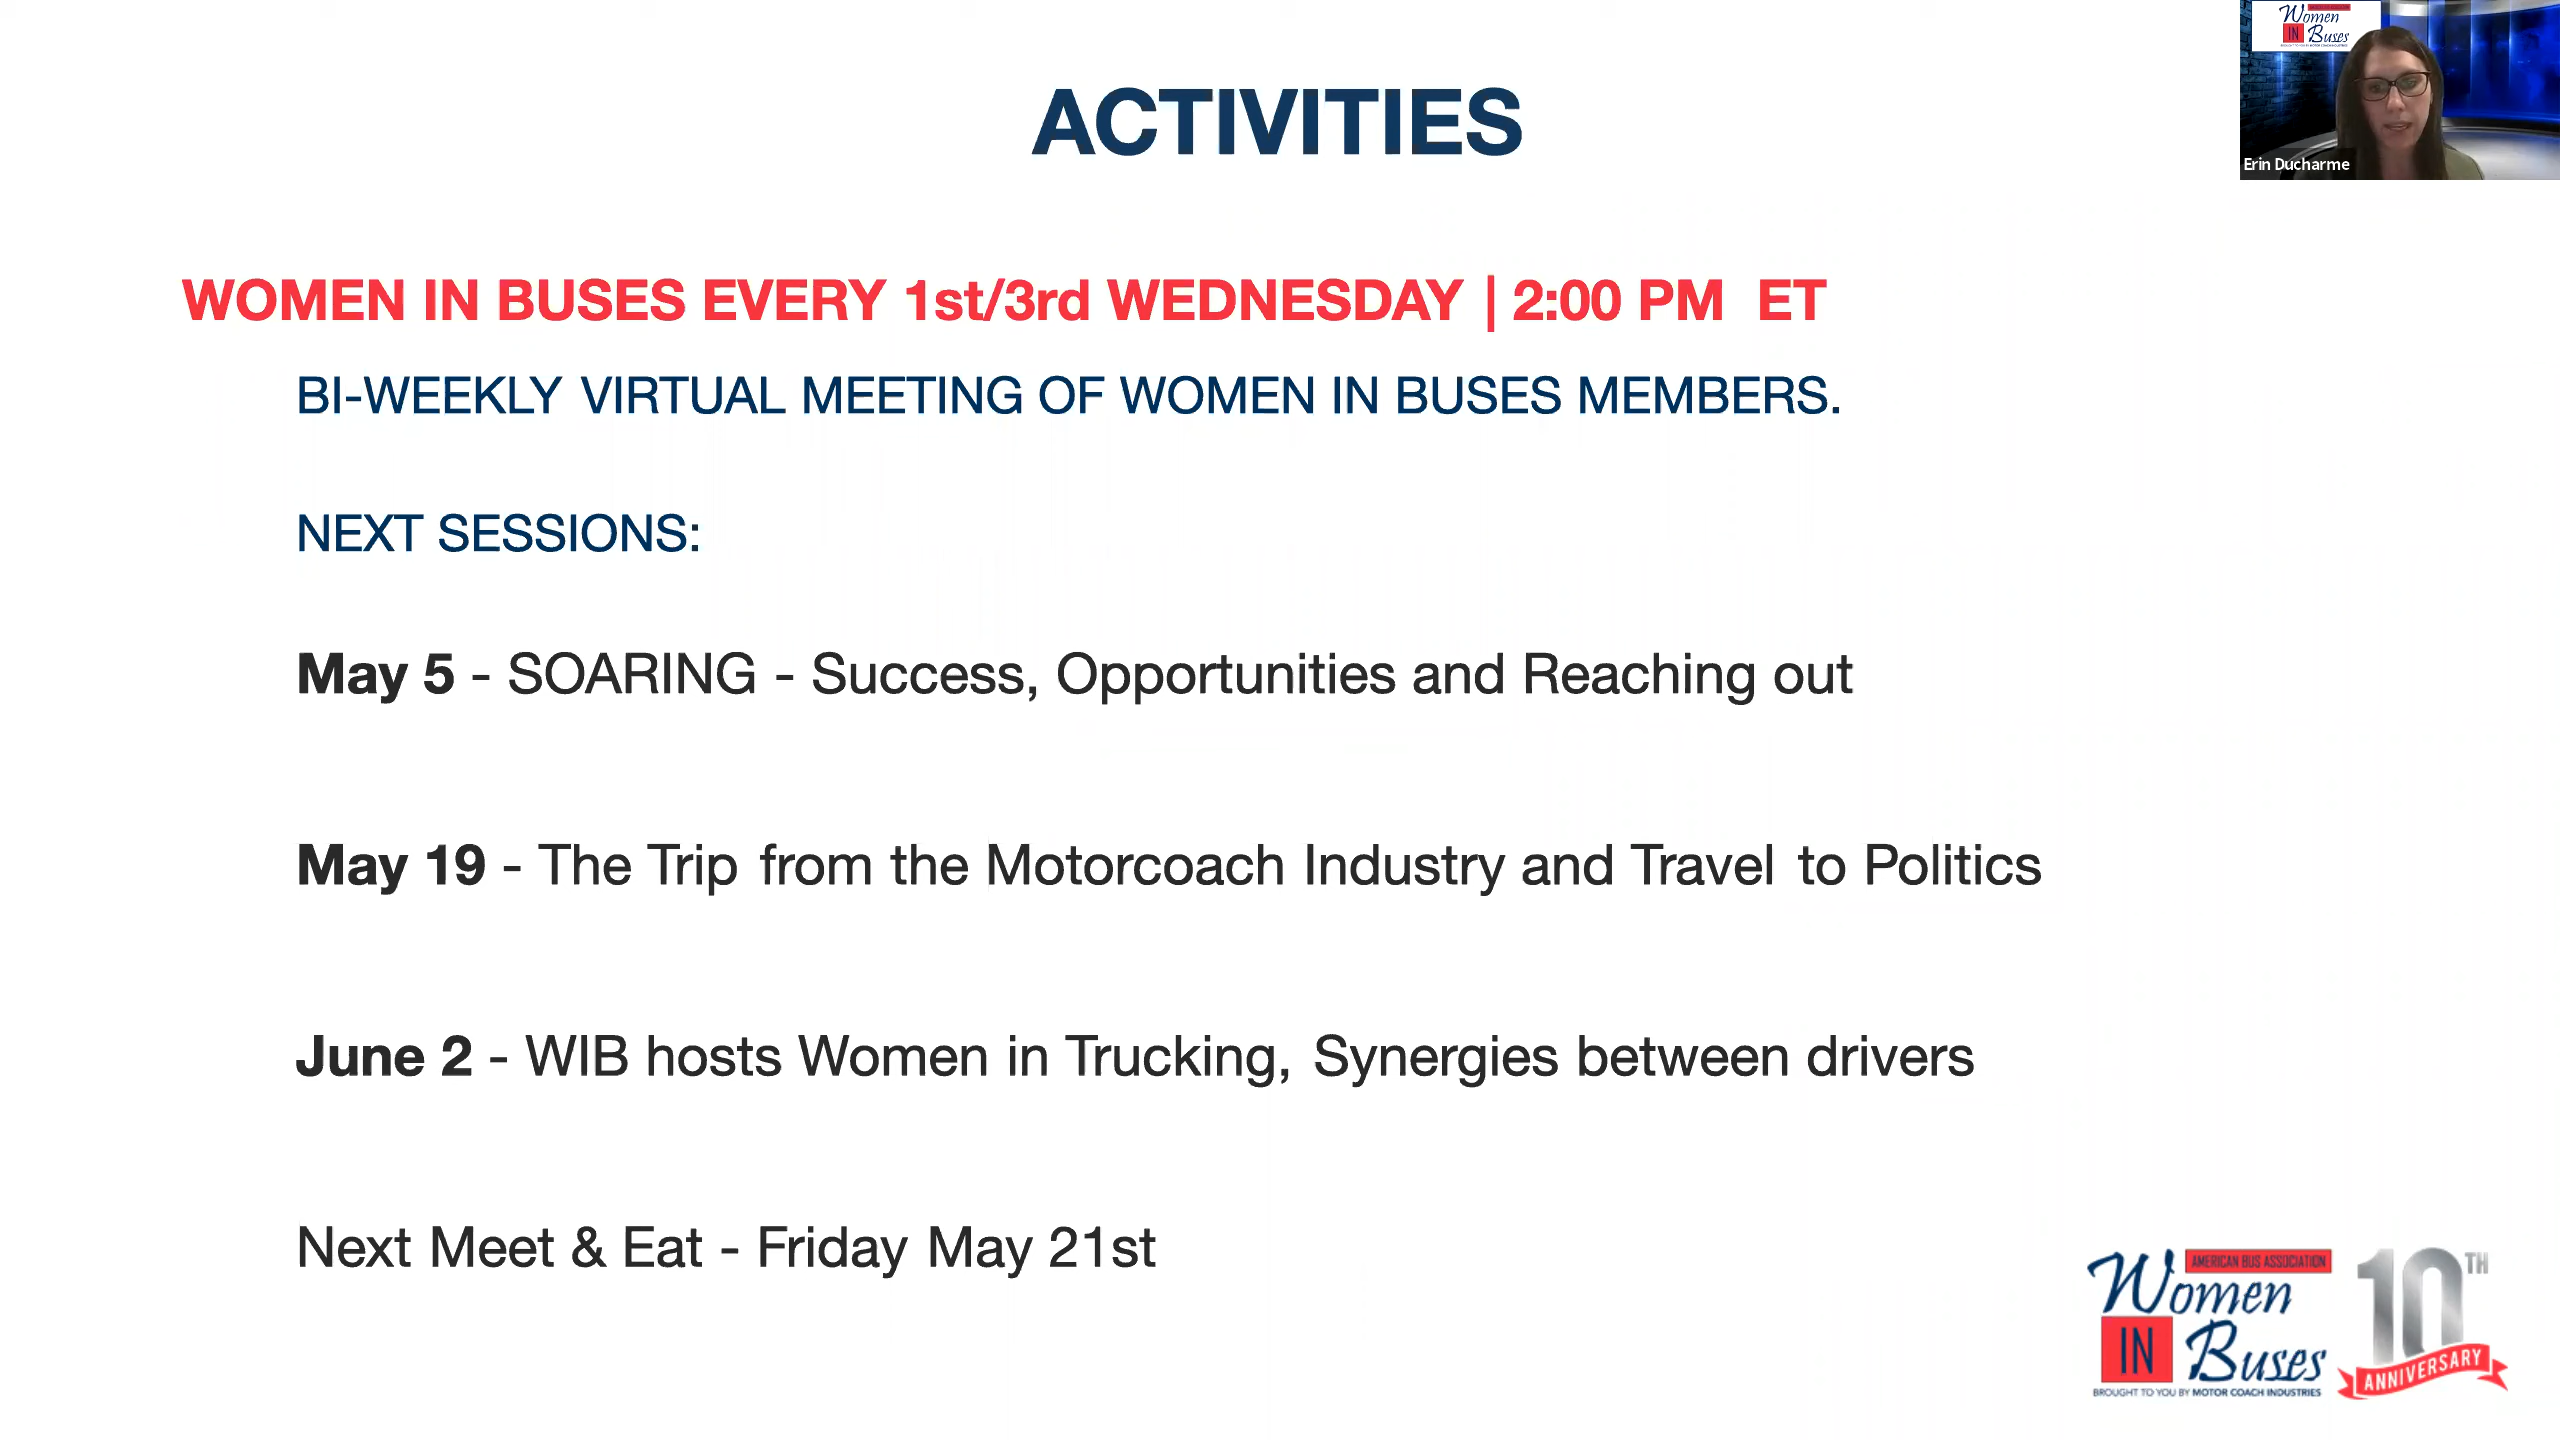 ACTIVITIES
Women
IN Buses
Erin Ducharme
WOMEN IN BUSES EVERY 1st/3rd WEDNESDAY | 2:00 PM ET
BI-WEEKLY VIRTUAL MEETING OF WOMEN IN BUSES MEMBERS.
NEXT SESSIONS:
May 5 - SOARING - Success, Opportunities and Reaching out
May 19 - The Trip from the Motorcoach Industry and Travel to Politics
June 2 - WIB hosts Women in Trucking, Synergies between drivers
Next Meet & Eat - Friday May 21st
AMERICAN BUS ASSOCIATION
Women
IN Buses
BROUGHT TO YOU BY MOTOR COACH INDUSTRIES
10TH
ANNIVERSARY